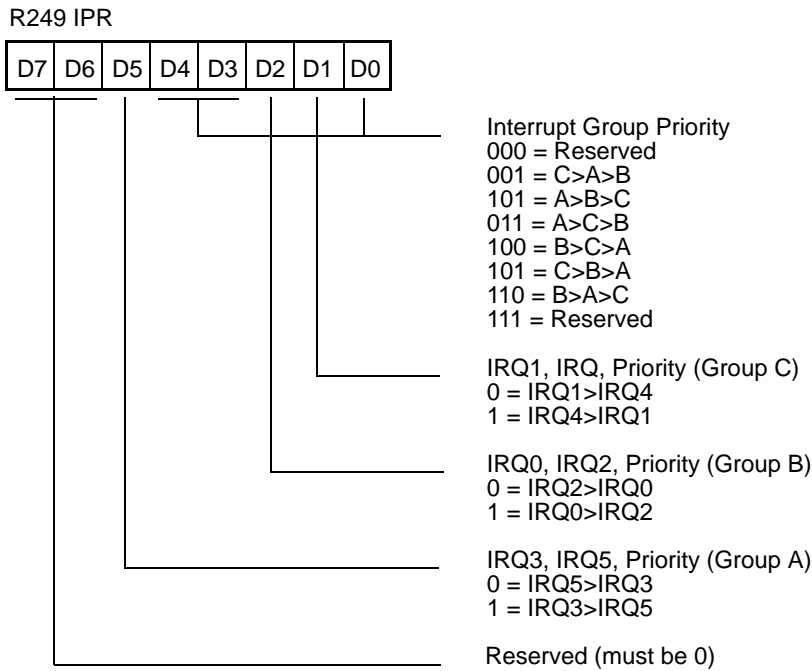 R249 IPR
D7 D6 D5 D4 D3 D2 D1 D0
Interrupt Group Priority
000 = Reserved
001 = C>A>B
101 = A>B>C
011 = A>C>B
100 = B>C>A
101 = C>B>A
110 = B>A>C
111 = Reserved
IRQ1, IRQ, Priority (Group C)
0 = IRQ1>IRQ4
1 = IRQ4>IRQ1
IRQ0, IRQ2, Priority (Group B)
0 = IRQ2>IRQ0
1 = IRQ0>IRQ2
IRQ3, IRQ5, Priority (Group A)
0 = IRQ5>IRQ3
1 = IRQ3>IRQ5
Reserved (must be 0)